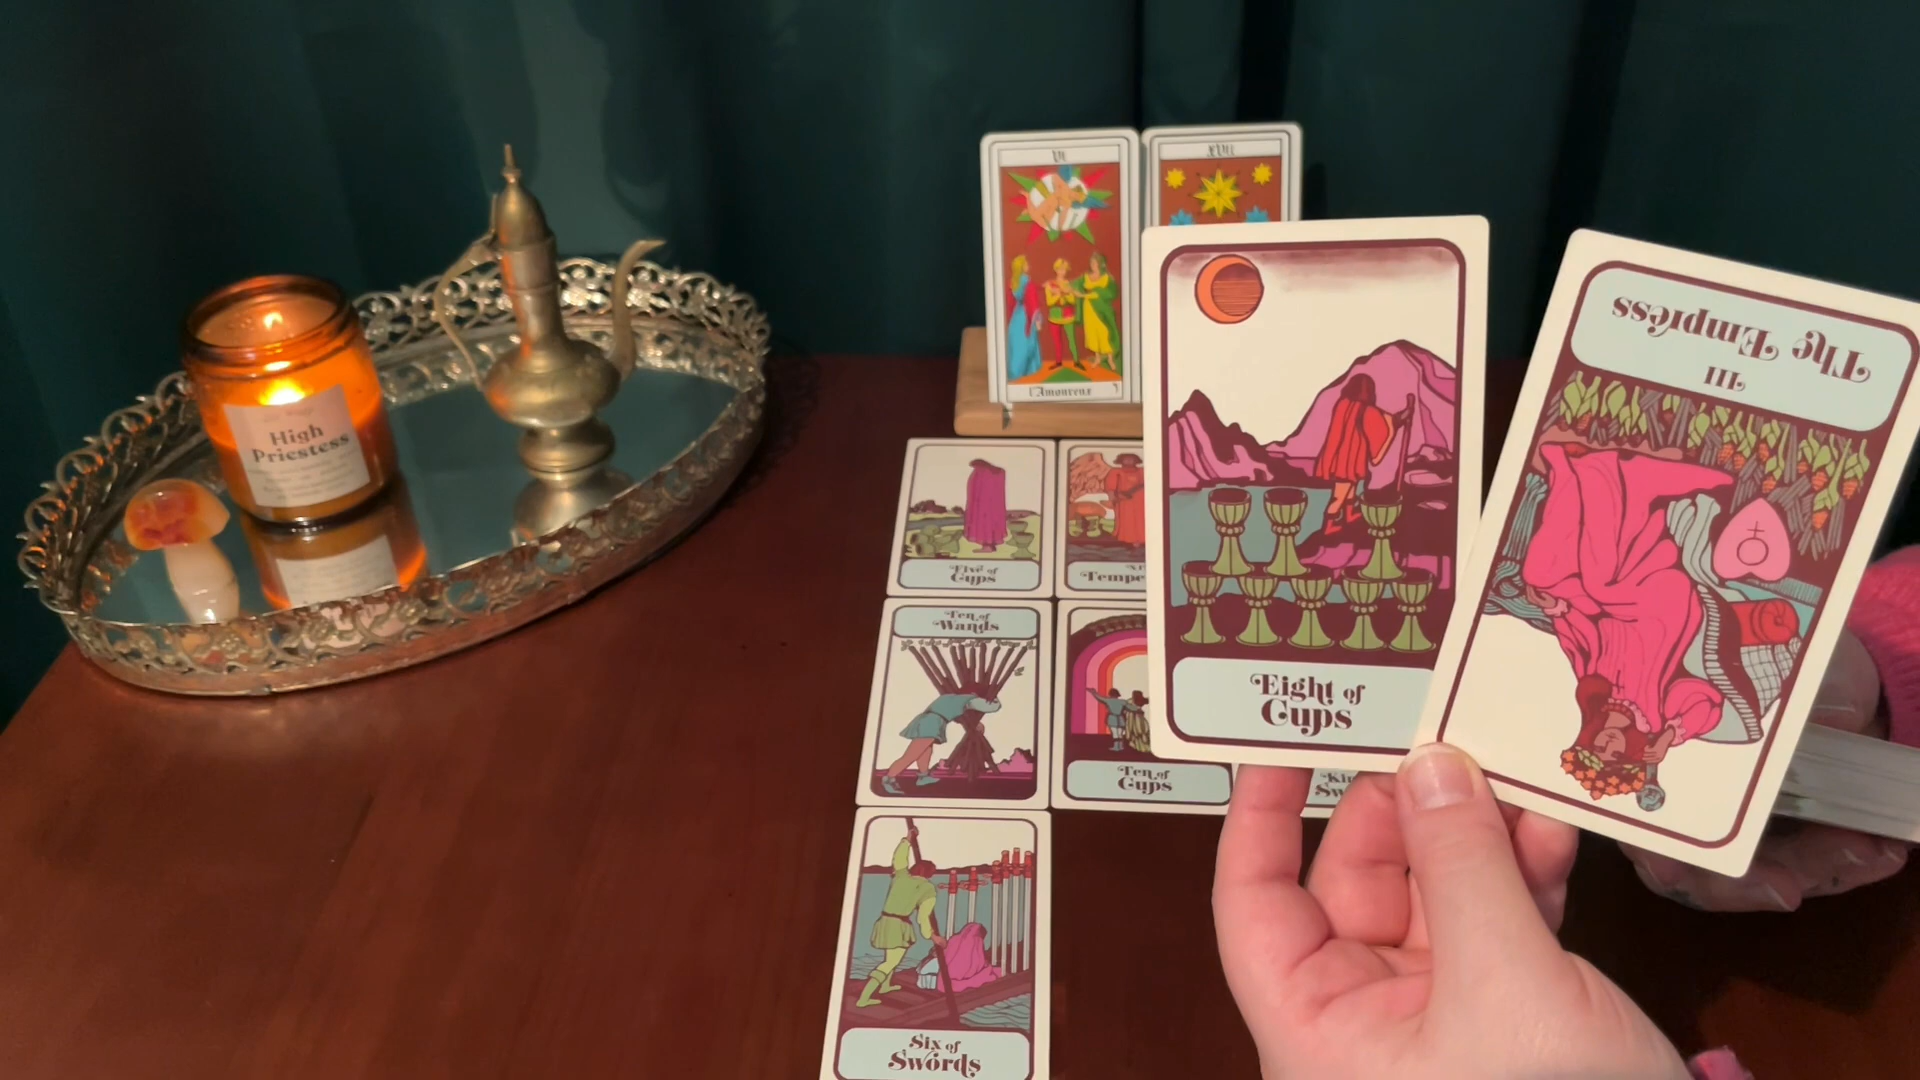 High
Priestess
VI
l'Amoureux
XVII
Five of
Cups
Tempe
Ten of
Wands
Ten of
Cups
Six of
Swords
Eight of
Cups
The Empress
III